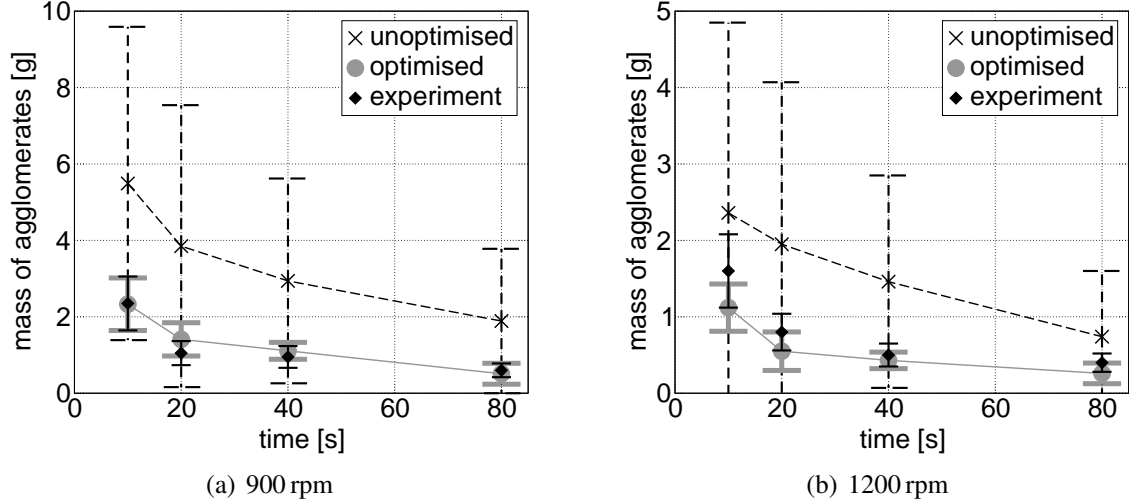 mass of agglomerates [g]
10
8
6
4
2
0
0 20 40 60 80
time [s]
unoptimised
optimised
experiment
(a) 900 rpm
mass of agglomerates [g]
5
4
3
2
1
0
0 20 40 60 80
time [s]
unoptimised
optimised
experiment
(b) 1200 rpm